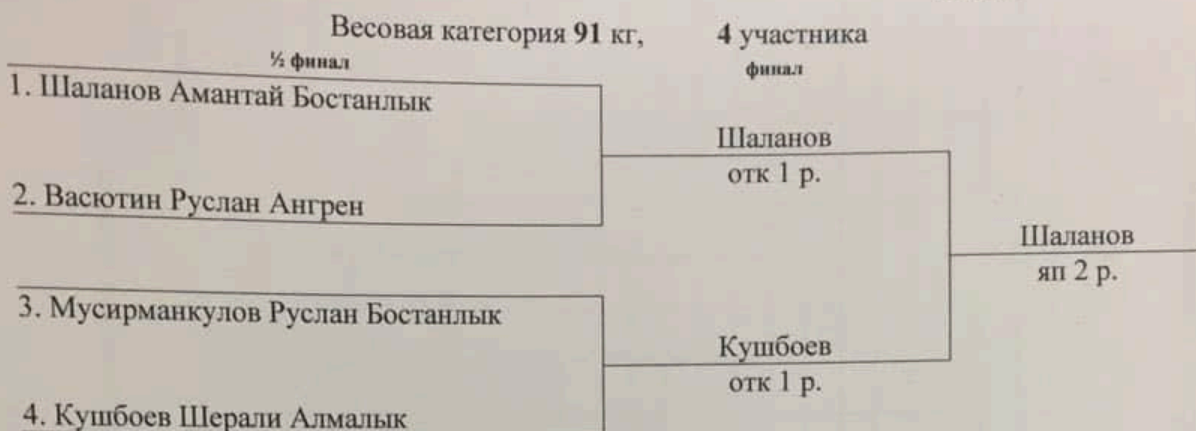 Весовая категория 91 кг, 4 участника
½ финал финал
1. Шаланов Амантай Бостанлык
Шаланов
отк 1 р.
2. Васютин Руслан Ангрен
Шаланов
яп 2 р.
3. Мусирманкулов Руслан Бостанлык
Кушбоев
отк 1 р.
4. Кушбоев Шерали Алмалык